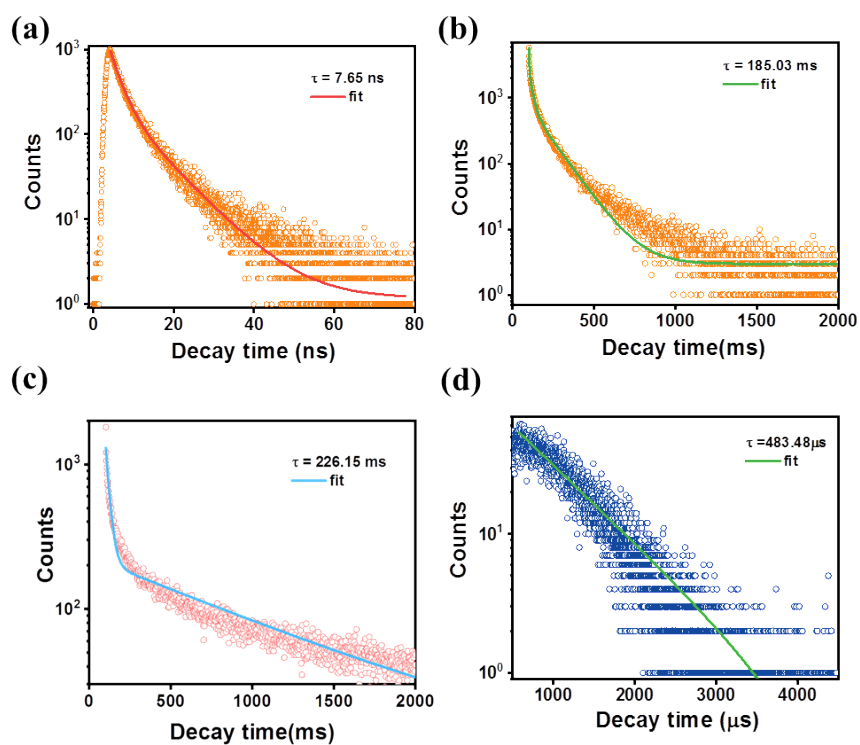 (a)
10³
10²
10¹
10⁰
Counts
τ = 7.65 ns
fit
0
20
40
60
80
Decay time (ns)
(b)
10³
10²
10¹
10⁰
Counts
τ = 185.03 ms
fit
0
500
1000
1500
2000
Decay time(ms)
(c)
10³
10²
Counts
τ = 226.15 ms
fit
0
500
1000
1500
2000
Decay time(ms)
(d)
10¹
10⁰
Counts
τ =483.48μs
fit
1000
2000
3000
4000
Decay time (μs)